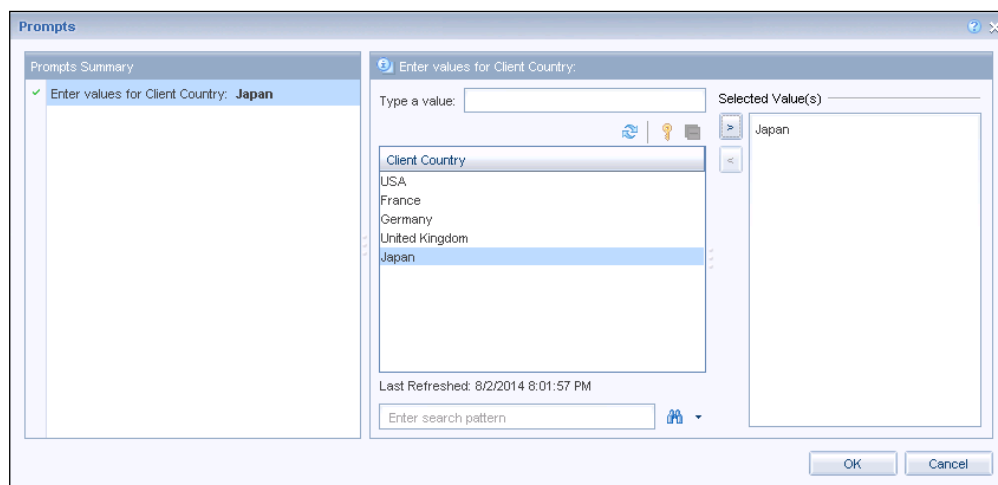 Prompts
Prompts Summary
Enter values for Client Country: Japan
Enter values for Client Country:
Type a value:
Client Country
USA
France
Germany
United Kingdom
Japan
Last Refreshed: 8/2/2014 8:01:57 PM
Enter search pattern
Selected Value(s)
>
<
Japan
OK
Cancel